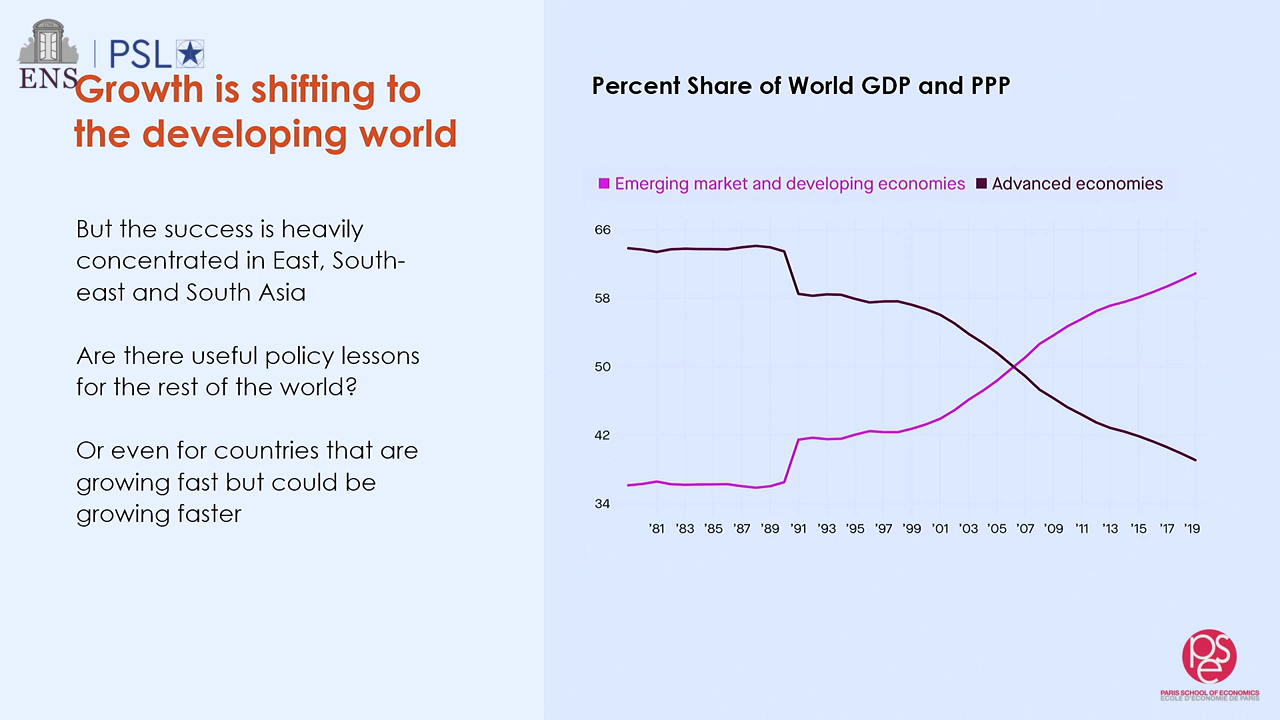 ENS
PSL
Growth is shifting to
the developing world
But the success is heavily
concentrated in East, South-
east and South Asia
Are there useful policy lessons
for the rest of the world?
Or even for countries that are
growing fast but could be
growing faster
Percent Share of World GDP and PPP
Emerging market and developing economies Advanced economies
66
58
50
42
34
'81 '83 '85 '87 '89 '91 '93 '95 '97 '99 '01 '03 '05 '07 '09 '11 '13 '15 '17 '19
pse
PARIS SCHOOL OF ECONOMICS
ECOLE D'ECONOMIE DE PARIS